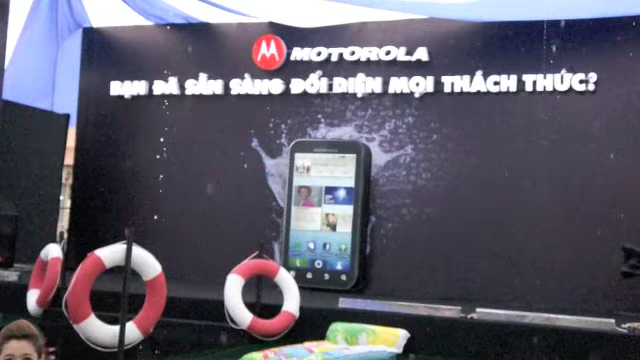 MOTOROLA
BẠN ĐÃ SẴN SÀNG ĐỐI DIỆN MỌI THÁCH THỨC?